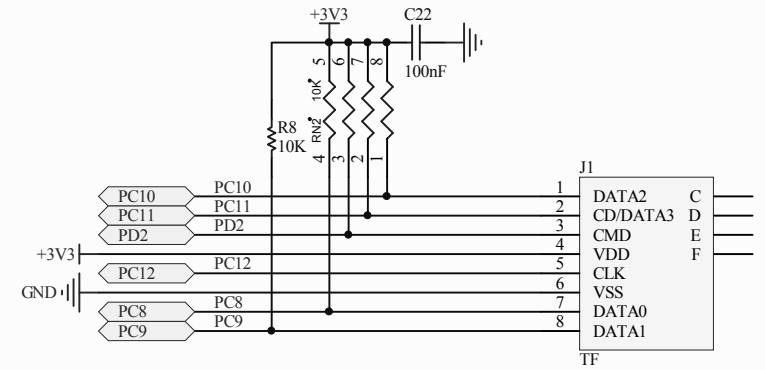 +3V3
C22
100nF
5
6
7
8
10K
RN2
R8
10K
4
3
2
1
J1
PC10
PC10
1
DATA2
C
PC11
PC11
2
CD/DATA3
D
PD2
PD2
3
CMD
E
+3V3
4
VDD
F
PC12
PC12
5
CLK
GND
6
VSS
PC8
PC8
7
DATA0
PC9
PC9
8
DATA1
TF